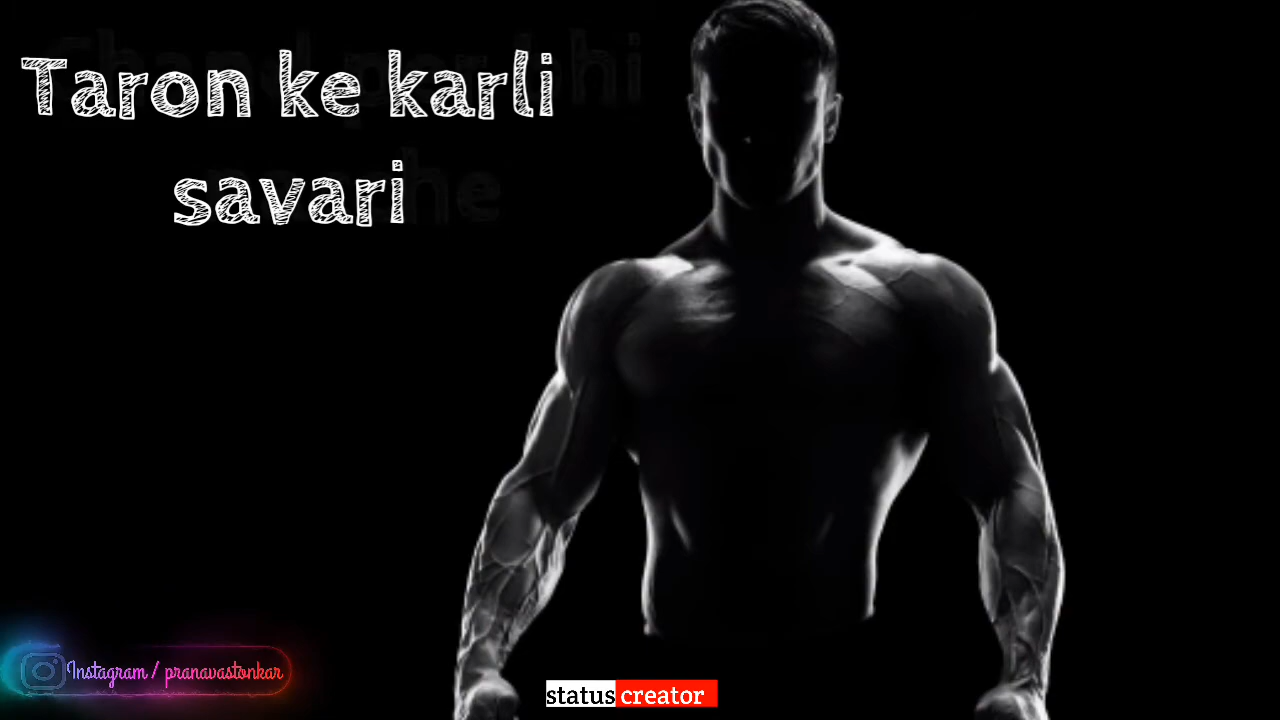 Taron ke karli
savari
Instagram / pranavastonkar
status creator